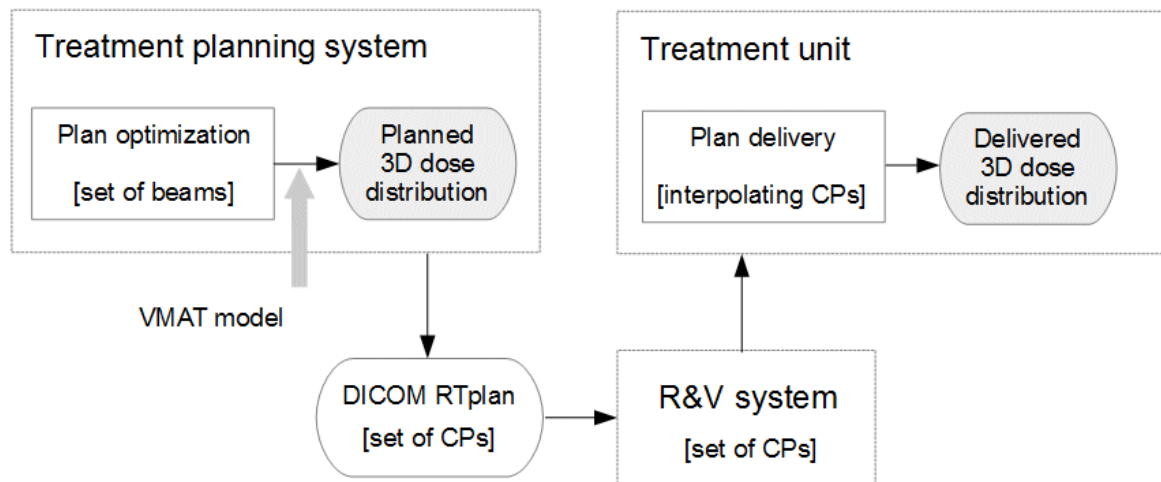 Treatment planning system
Plan optimization
[set of beams]
Planned
3D dose
distribution
VMAT model
DICOM RTplan
[set of CPs]
R&V system
[set of CPs]
Treatment unit
Plan delivery
[interpolating CPs]
Delivered
3D dose
distribution